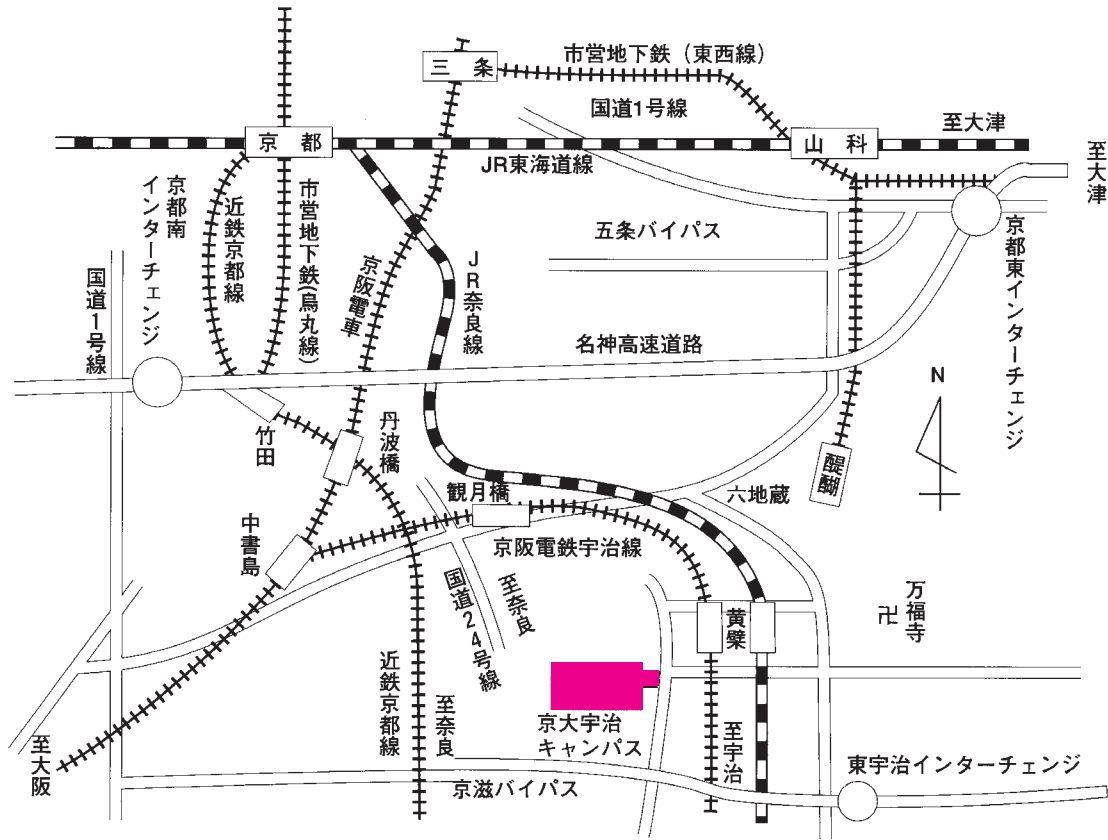 市営地下鉄（東西線）
三条
国道1号線
京都
山科
至大津
JR東海道線
至大津
京都南
インターチェンジ
近鉄京都線
市営地下鉄(烏丸線)
京阪電車
JR奈良線
五条バイパス
京都東インターチェンジ
国道1号線
名神高速道路
N
竹田
丹波橋
醍醐
観月橋
六地蔵
中書島
京阪電鉄宇治線
国道24号線
至奈良
黄檗
万福寺
卍
近鉄京都線
至奈良
京大宇治
キャンパス
至宇治
至大阪
京滋バイパス
東宇治インターチェンジ